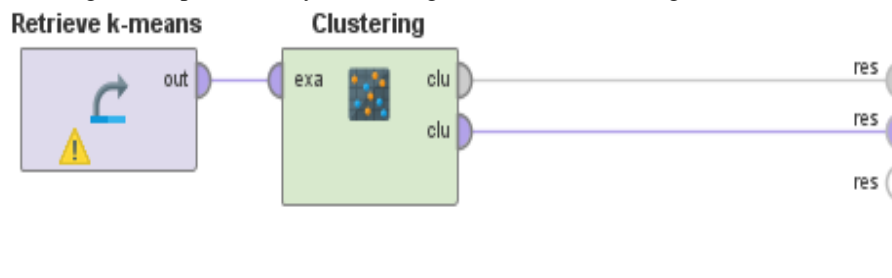 Retrieve k-means
Clustering
out
exa
clu
res
clu
res
res